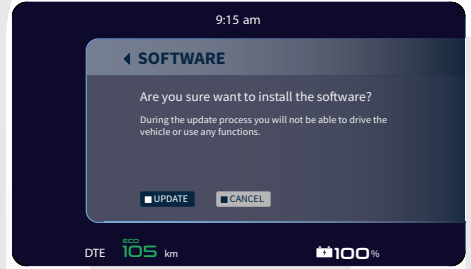 9:15 am
SOFTWARE
Are you sure want to install the software?
During the update process you will not be able to drive the
vehicle or use any functions.
UPDATE CANCEL
DTE ECO 105 km 100%